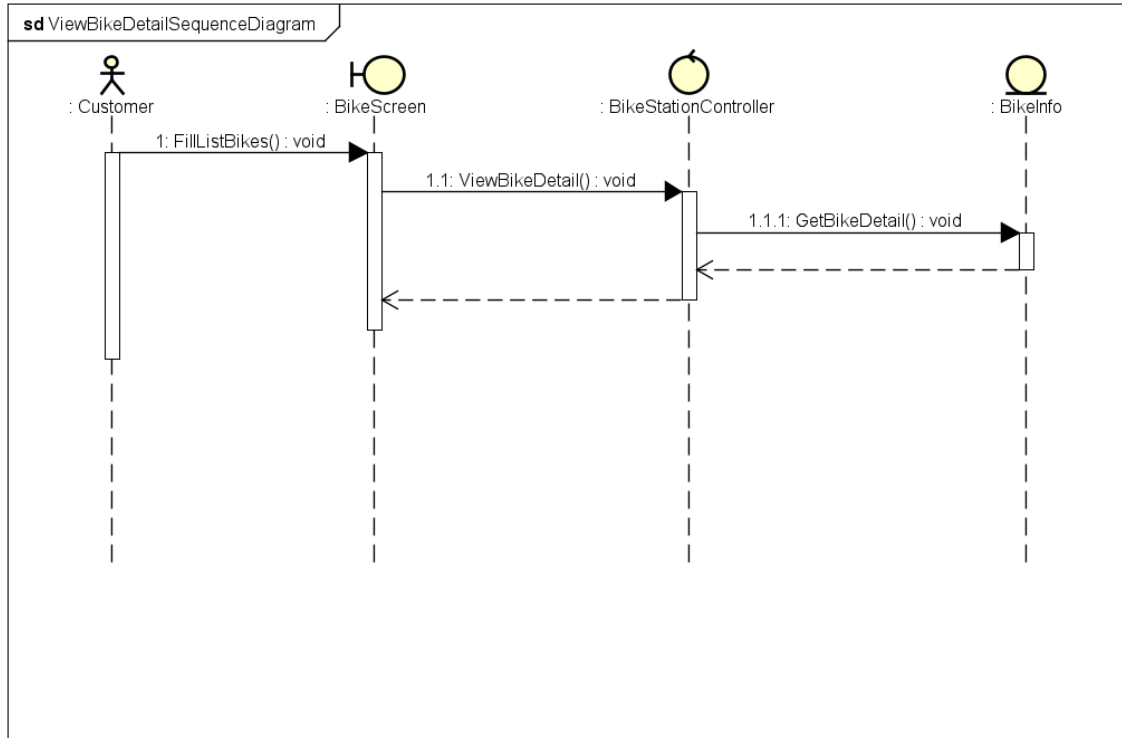 sd ViewBikeDetailSequenceDiagram
: Customer
: BikeScreen
: BikeStationController
: BikeInfo
1: FillListBikes() : void
1.1: ViewBikeDetail() : void
1.1.1: GetBikeDetail() : void